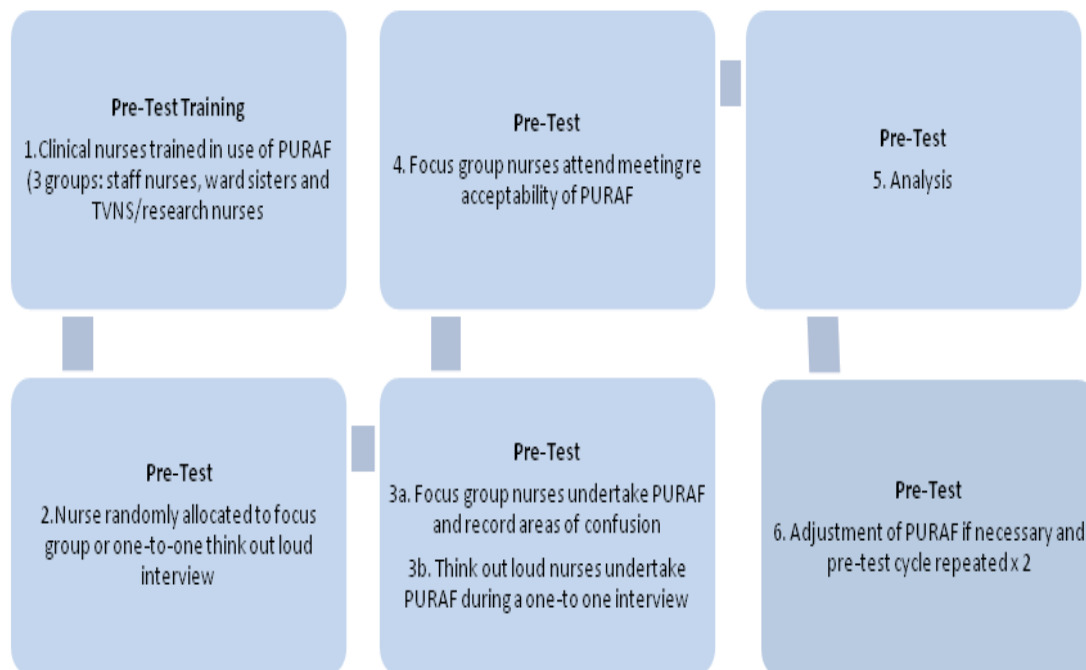 Pre-Test Training
1.Clinical nurses trained in use of PURAF
(3 groups: staff nurses, ward sisters and
TVNS/research nurses
Pre-Test
2.Nurse randomly allocated to focus
group or one-to-one think out loud
interview
Pre-Test
3a. Focus group nurses undertake PURAF
and record areas of confusion
3b. Think out loud nurses undertake
PURAF during a one-to one interview
Pre-Test
4. Focus group nurses attend meeting re
acceptability of PURAF
Pre-Test
5. Analysis
Pre-Test
6. Adjustment of PURAF if necessary and
pre-test cycle repeated x 2